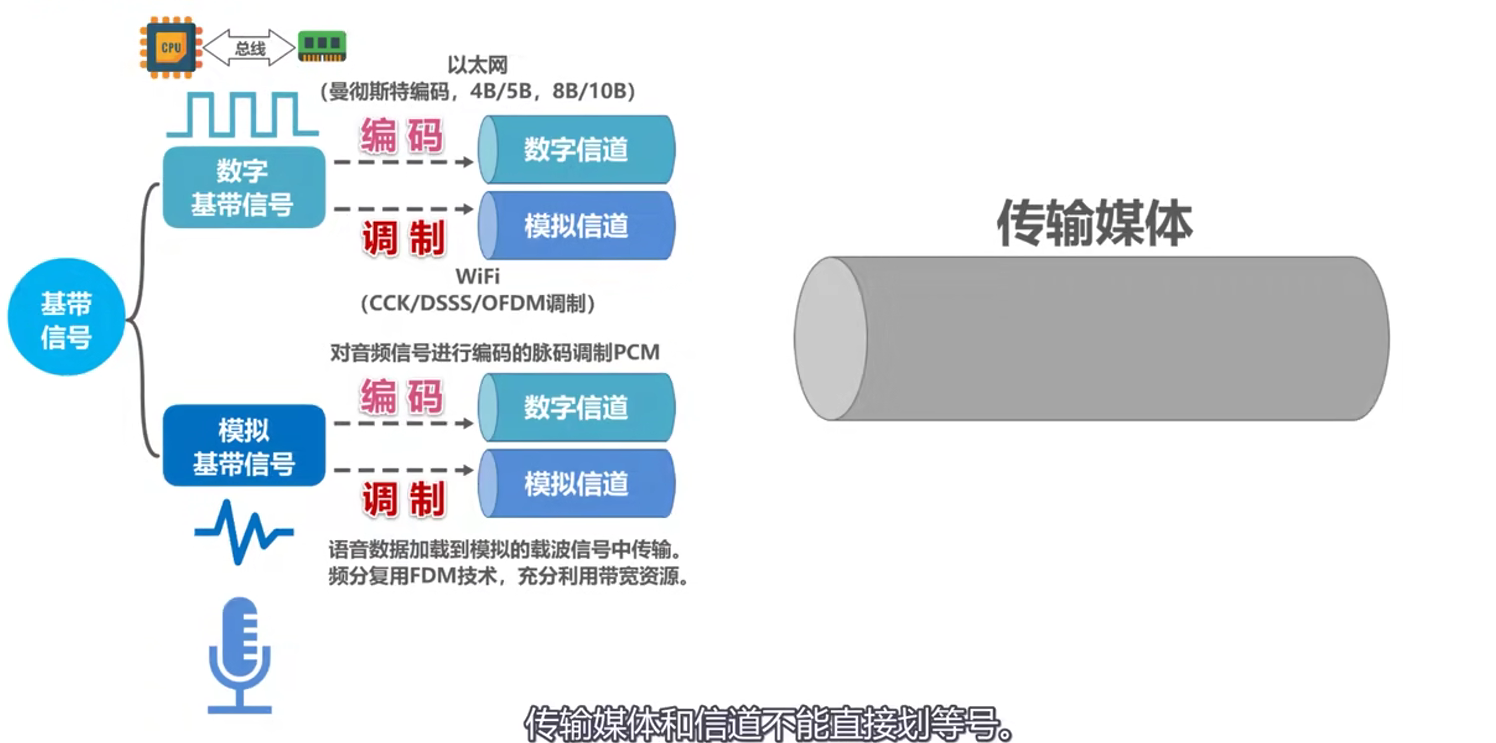 CPU
总线
以太网
（曼彻斯特编码，4B/5B，8B/10B）
编码
数字信道
数字
基带信号
调制
模拟信道
WiFi
（CCK/DSSS/OFDM调制）
基带
信号
对音频信号进行编码的脉码调制PCM
编码
数字信道
模拟
基带信号
调制
模拟信道
语音数据加载到模拟的载波信号中传输。
频分复用FDM技术，充分利用带宽资源。
传输媒体
传输媒体和信道不能直接划等号。